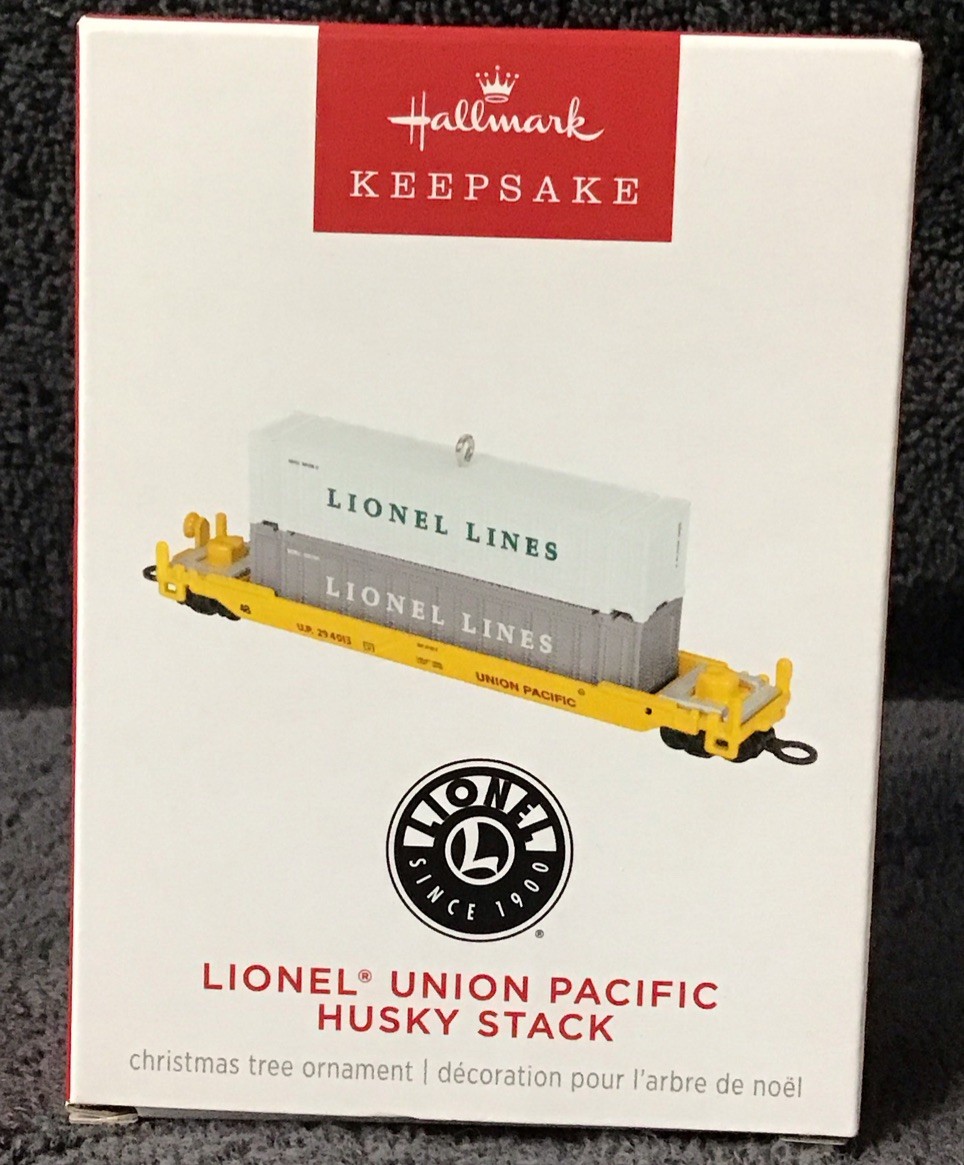 Hallmark
KEEPSAKE
LIONEL LINES
LIONEL LINES
48
U.P. 294013
UNION PACIFIC
LIONEL
L
SINCE 1900
®
LIONEL® UNION PACIFIC
HUSKY STACK
christmas tree ornament | décoration pour l'arbre de noël